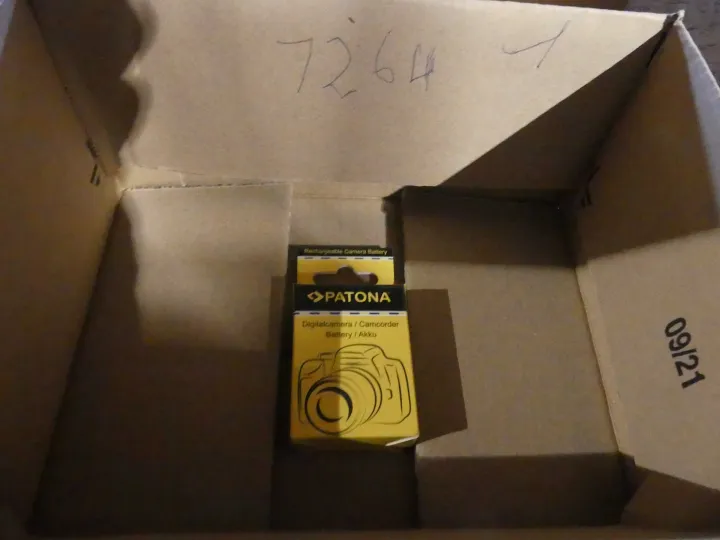 7264 1
Rechargeable Camera Battery
PATONA
Digitalkamera / Camcorder
Battery / Akku
09/21